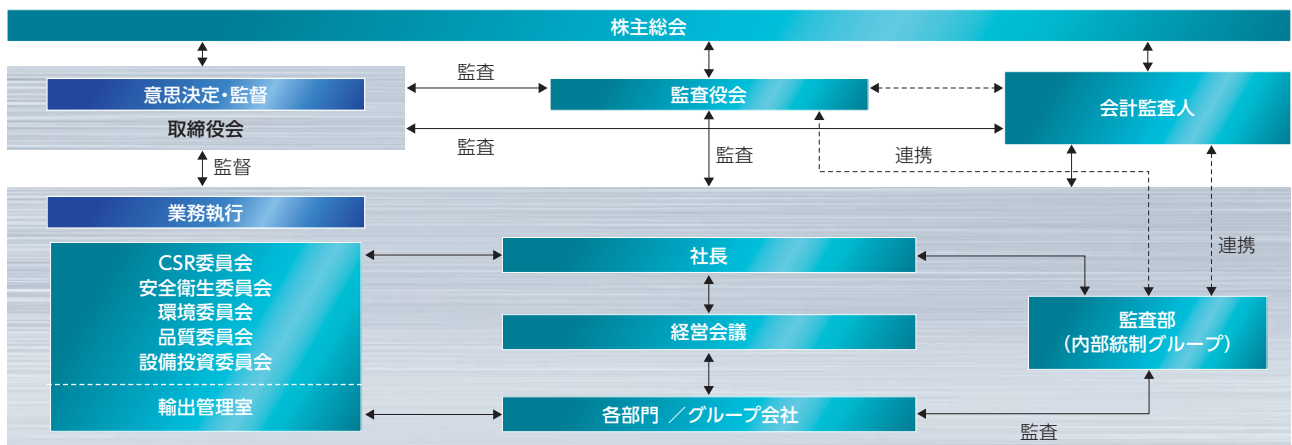 株主総会
意思決定・監督
取締役会
監査
監査役会
会計監査人
監査
監督
監査
連携
業務執行
CSR委員会
安全衛生委員会
環境委員会
品質委員会
設備投資委員会
輸出管理室
社長
経営会議
各部門 ／グループ会社
連携
監査部
（内部統制グループ）
監査